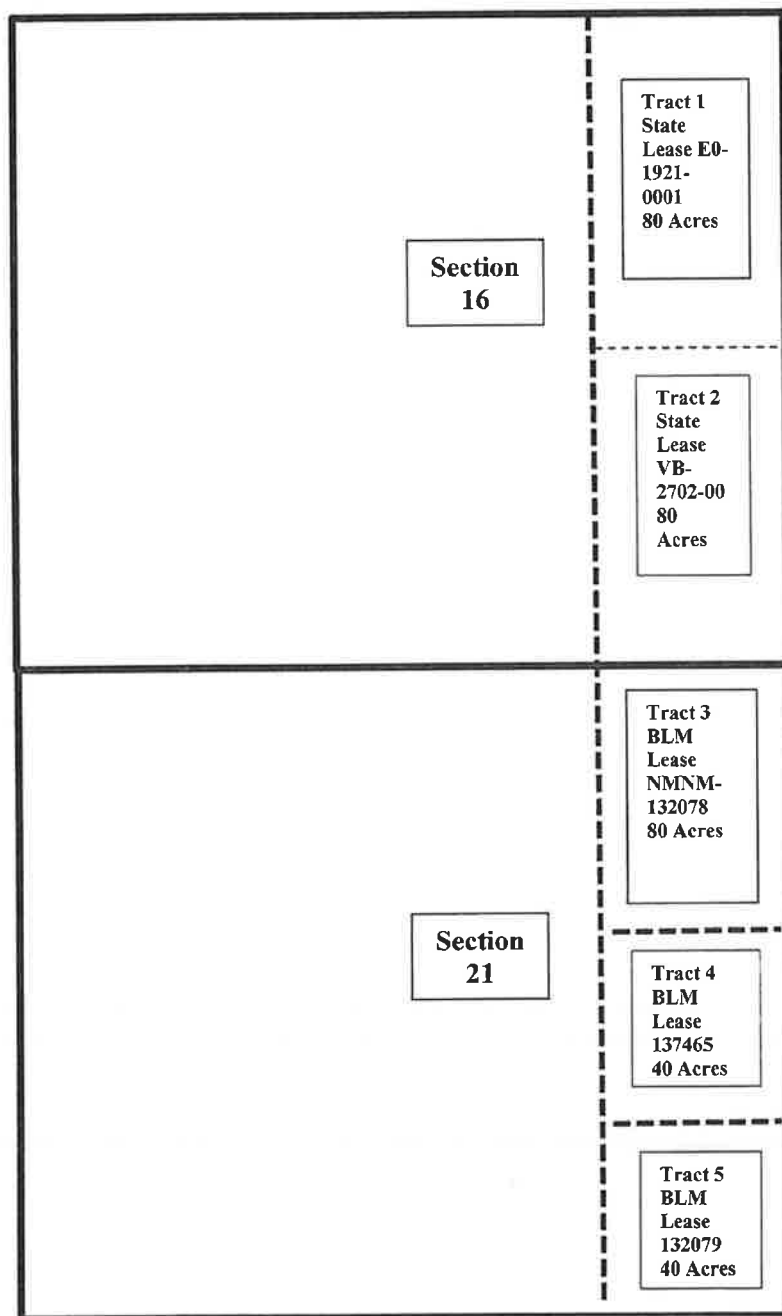 Tract 1
State
Lease E0-
1921-
0001
80 Acres
Section
16
Tract 2
State
Lease
VB-
2702-00
80
Acres
Tract 3
BLM
Lease
NMNM-
132078
80 Acres
Section
21
Tract 4
BLM
Lease
137465
40 Acres
Tract 5
BLM
Lease
132079
40 Acres